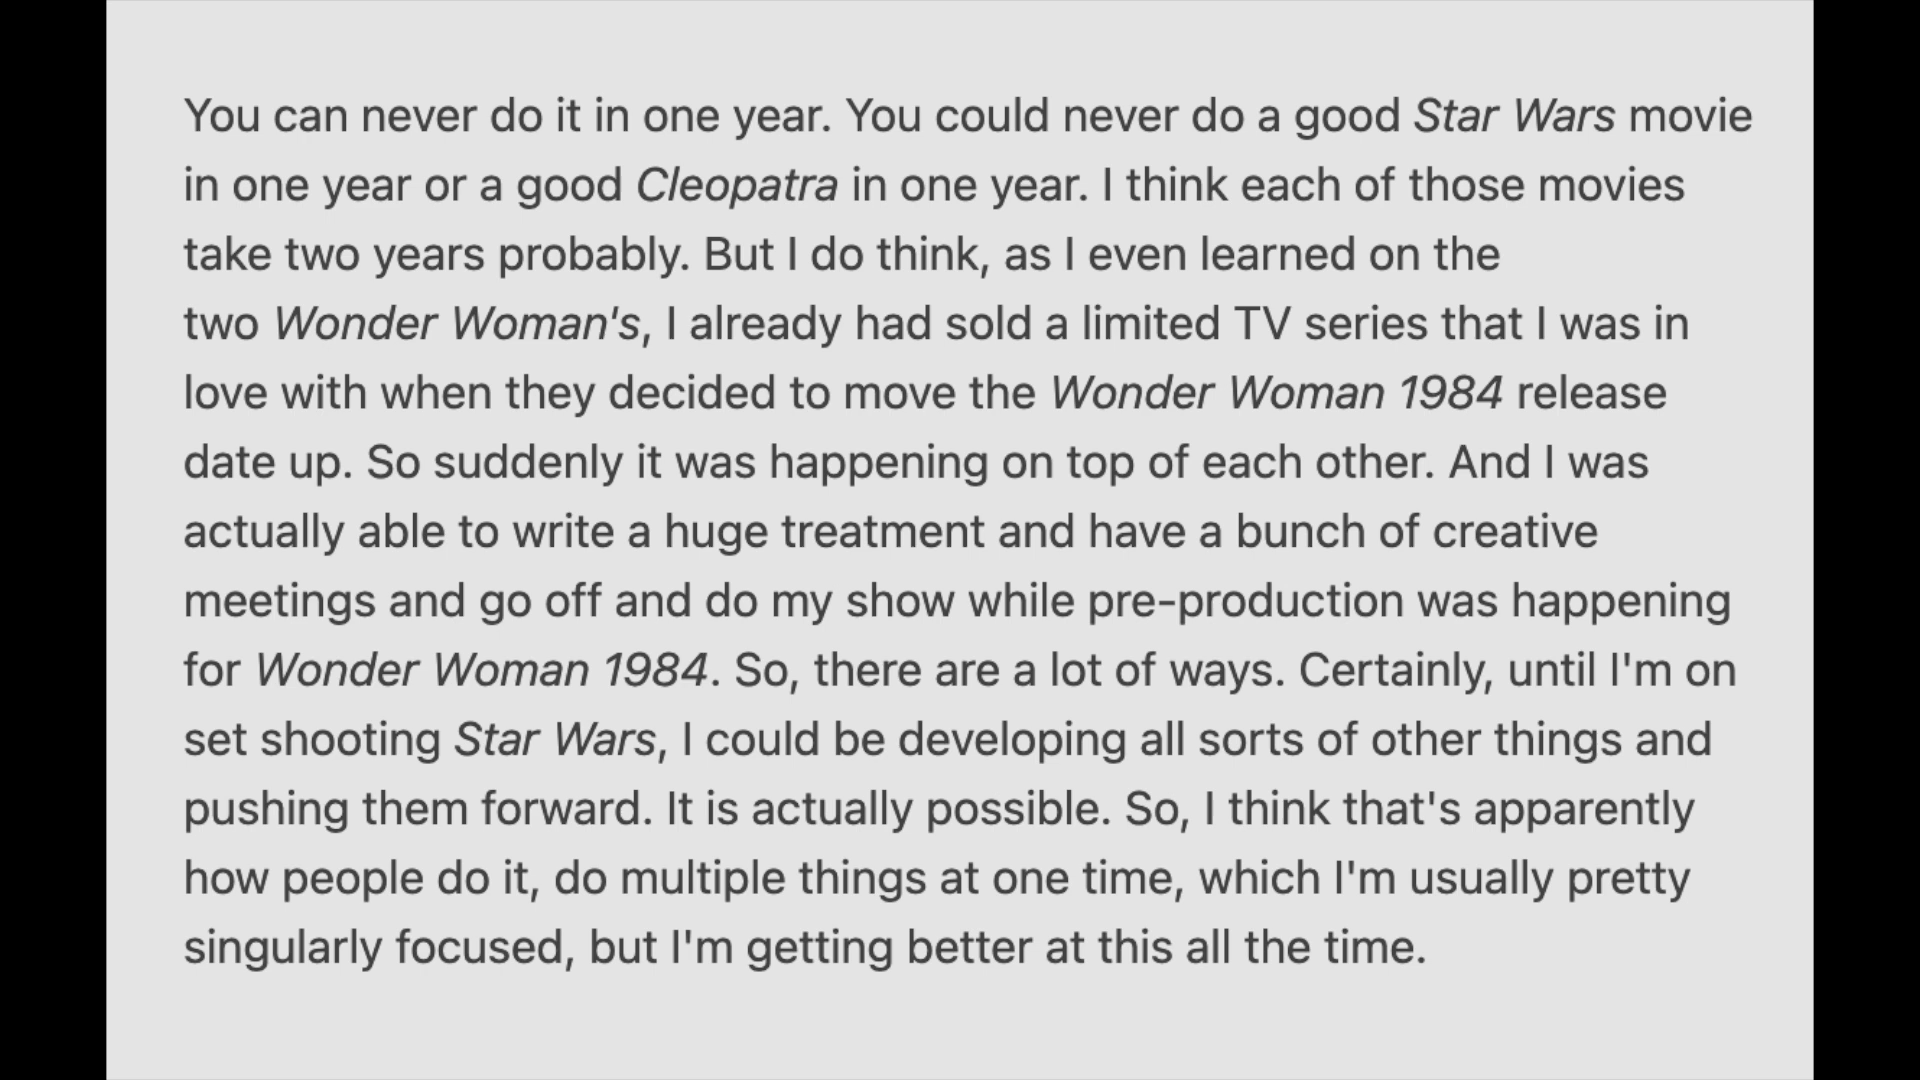 You can never do it in one year. You could never do a good Star Wars movie
in one year or a good Cleopatra in one year. I think each of those movies
take two years probably. But I do think, as I even learned on the
two Wonder Woman's, I already had sold a limited TV series that I was in
love with when they decided to move the Wonder Woman 1984 release
date up. So suddenly it was happening on top of each other. And I was
actually able to write a huge treatment and have a bunch of creative
meetings and go off and do my show while pre-production was happening
for Wonder Woman 1984. So, there are a lot of ways. Certainly, until I'm on
set shooting Star Wars, I could be developing all sorts of other things and
pushing them forward. It is actually possible. So, I think that's apparently
how people do it, do multiple things at one time, which I'm usually pretty
singularly focused, but I'm getting better at this all the time.